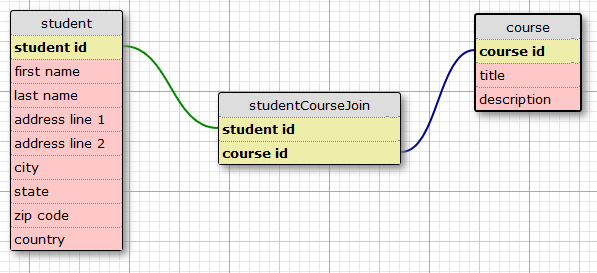 student
student id
first name
last name
address line 1
address line 2
city
state
zip code
country
studentCourseJoin
student id
course id
course
course id
title
description